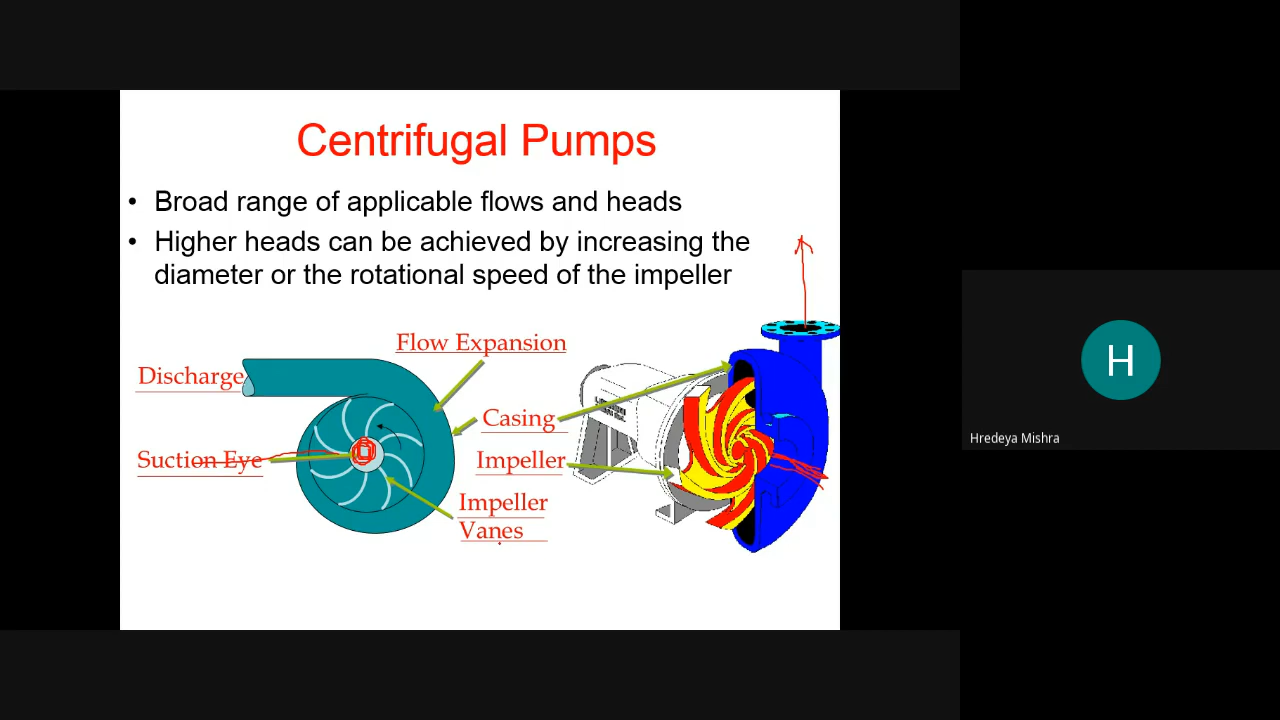 Centrifugal Pumps
• Broad range of applicable flows and heads
• Higher heads can be achieved by increasing the
diameter or the rotational speed of the impeller
Flow Expansion
Discharge
Casing
Suction Eye
Impeller
Impeller
Vanes
H
Hredeya Mishra